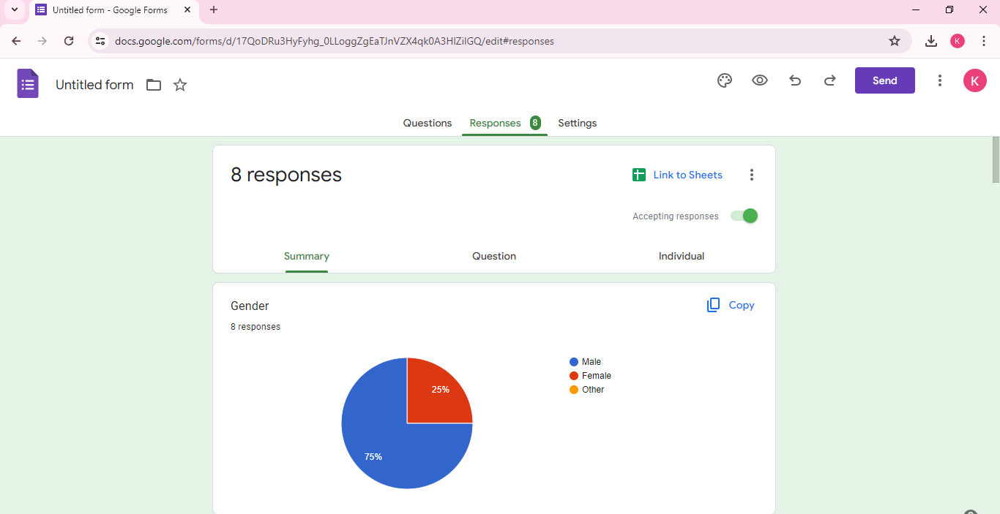 Untitled form - Google Forms
docs.google.com/forms/d/17QoDRu3HyFyhg_0LLoggZgEaTJnVZX4qk0A3HIZilGQ/edit#responses
K
Untitled form
Send
K
Questions
Responses 8
Settings
8 responses
Link to Sheets
Accepting responses
Summary
Question
Individual
Gender
Copy
8 responses
Male
Female
Other
25%
75%